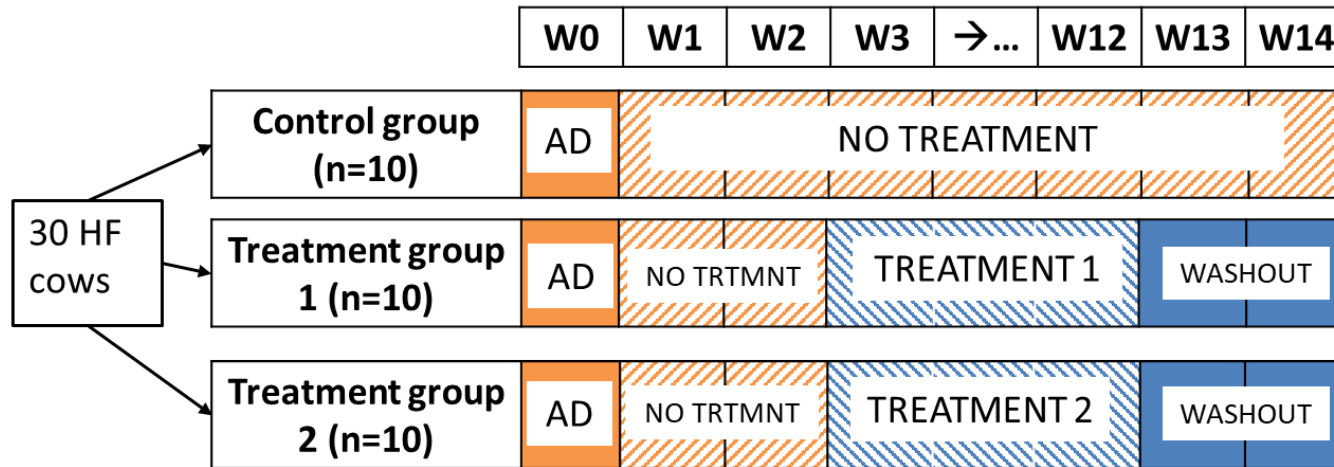 W0 W1 W2 W3 →... W12 W13 W14
Control group
(n=10)
AD
NO TREATMENT
30 HF
cows
Treatment group
1 (n=10)
AD
NO TRTMNT
TREATMENT 1
WASHOUT
Treatment group
2 (n=10)
AD
NO TRTMNT
TREATMENT 2
WASHOUT